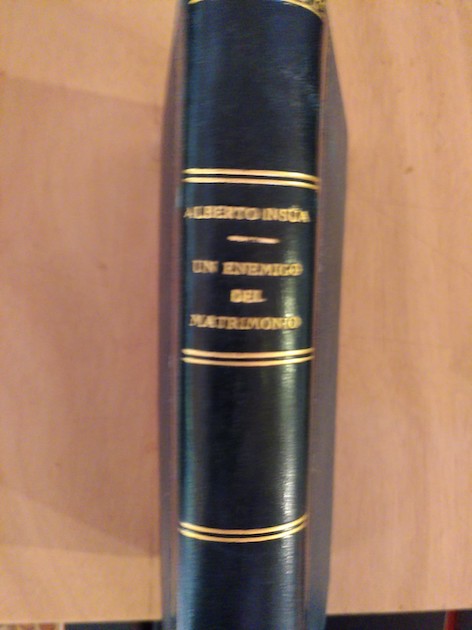 ALBERTO INSÚA
UN ENEMIGO
DEL
MATRIMONIO